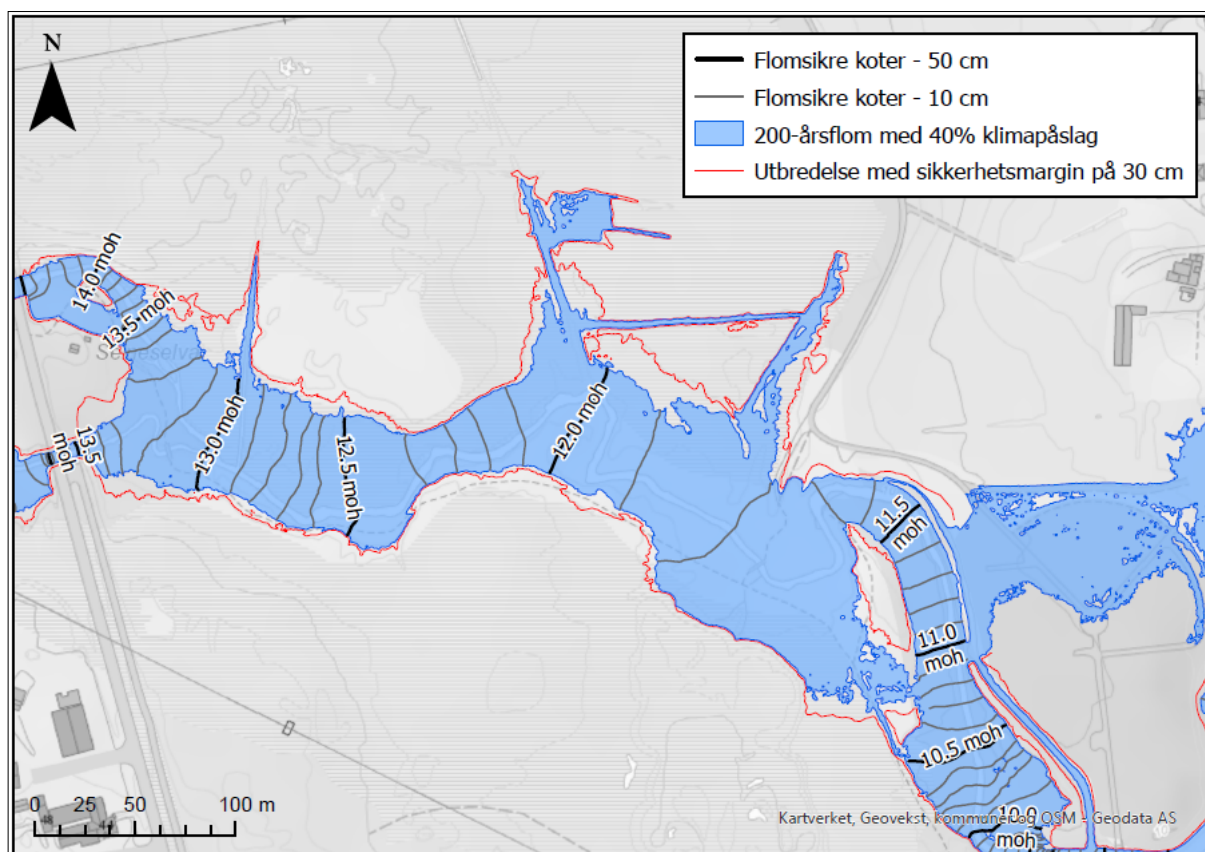 N
Flomsikre koter - 50 cm
Flomsikre koter - 10 cm
200-årsflom med 40% klimapåslag
Utbredelse med sikkerhetsmargin på 30 cm
14.0 moh
13.5 moh
13.0 moh
12.5 moh
12.0 moh
13.5
moh
11.5
moh
11.0
moh
10.5 moh
10.0
moh
0 25 50 100 m
Kartverket, Geovekst, kommuner og OSM - Geodata AS